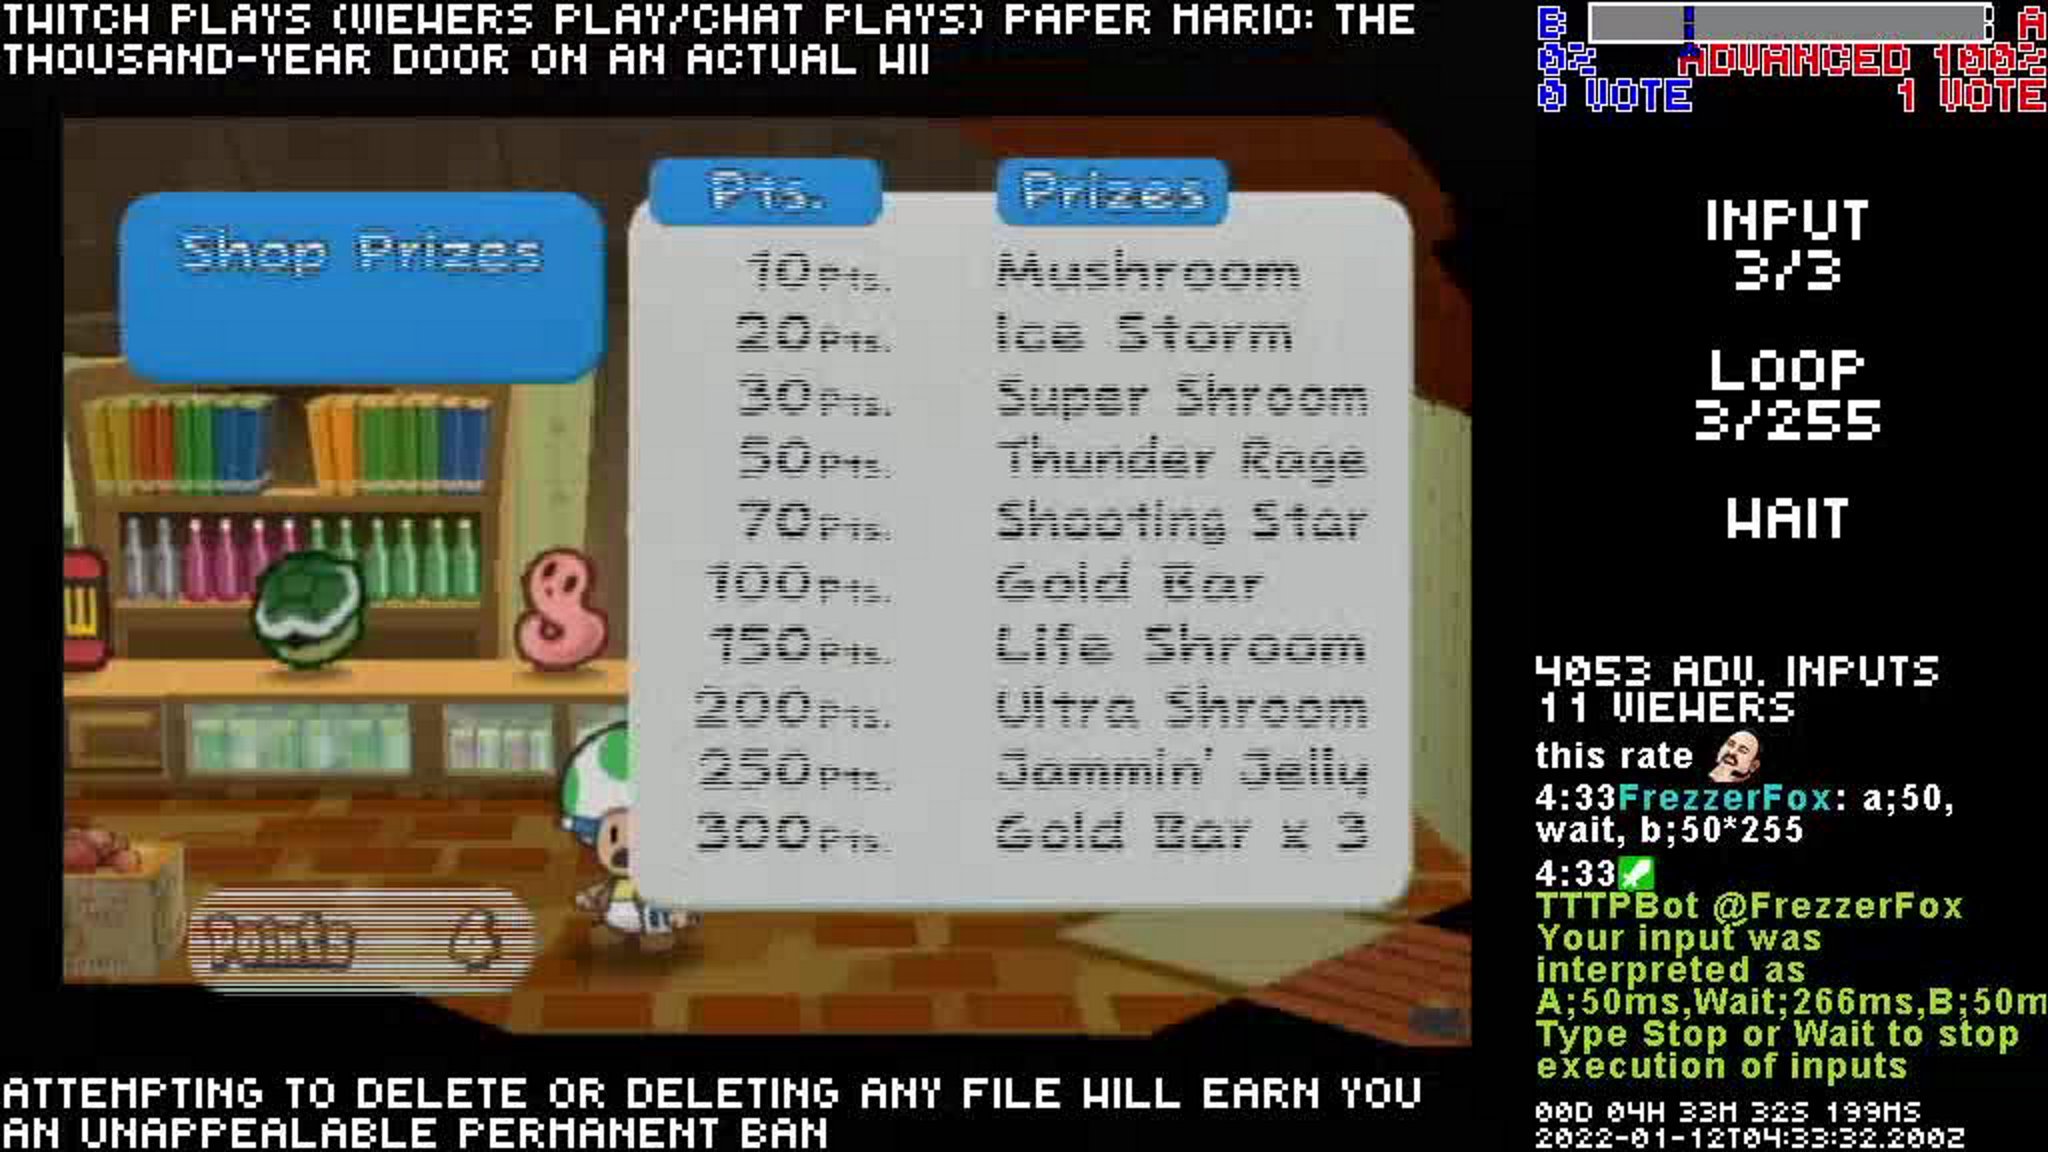 TWITCH PLAYS (VIEWERS PLAY/CHAT PLAYS) PAPER MARIO: THE
THOUSAND-YEAR DOOR ON AN ACTUAL WII
B A
0% ADVANCED 100%
0 VOTE 1 VOTE
Shop Prizes
Pts. Prizes
10Pts. Mushroom
20Pts. Ice Storm
30Pts. Super Shroom
50Pts. Thunder Rage
70Pts. Shooting Star
100Pts. Gold Bar
150Pts. Life Shroom
200Pts. Ultra Shroom
250Pts. Jammin' Jelly
300Pts. Gold Bar x 3
Points
INPUT
3/3
LOOP
3/255
WAIT
4053 ADV. INPUTS
11 VIEWERS
this rate
4:33FrezzerFox: a;50,
wait, b;50*255
4:33
TTTPBot @FrezzerFox
Your input was
interpreted as
A;50ms,Wait;266ms,B;50m
Type Stop or Wait to stop
execution of inputs
00D 04H 33M 32S 199MS
2022-01-12T04:33:32.200Z
ATTEMPTING TO DELETE OR DELETING ANY FILE WILL EARN YOU
AN UNAPPEALABLE PERMANENT BAN